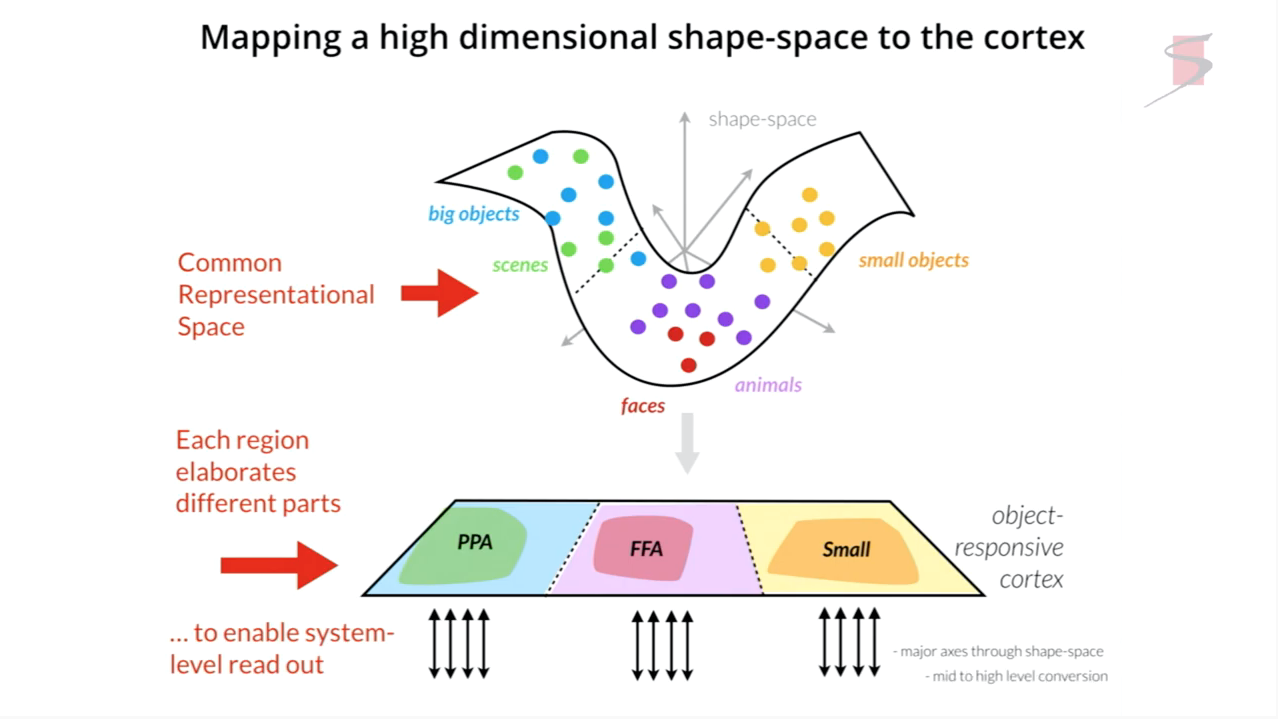 Mapping a high dimensional shape-space to the cortex
shape-space
big objects
scenes
small objects
Common
Representational
Space
animals
faces
Each region
elaborates
different parts
PPA
FFA
Small
object-
responsive
cortex
... to enable system-
level read out
- major axes through shape-space
- mid to high level conversion